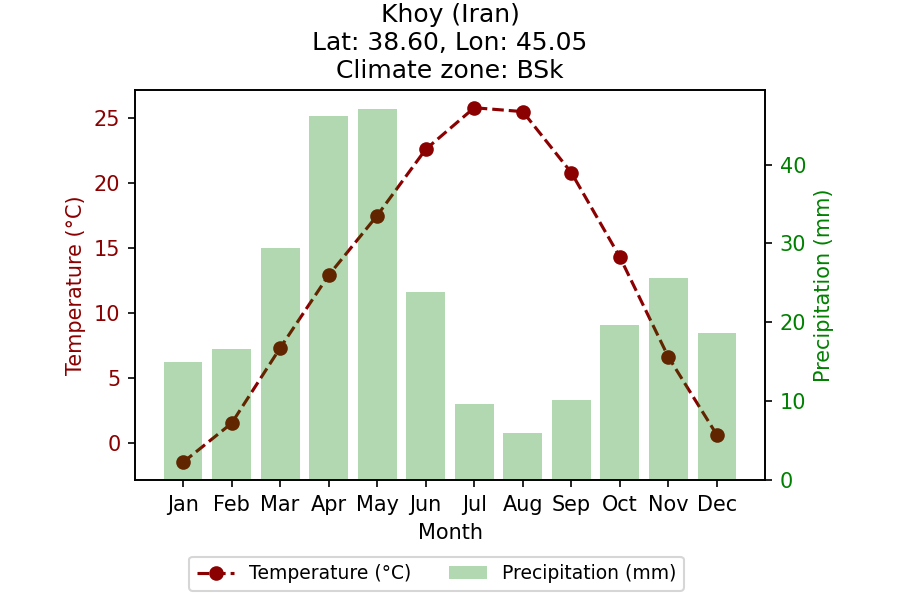 Khoy (Iran)
Lat: 38.60, Lon: 45.05
Climate zone: BSk
Temperature (°C)
25
20
15
10
5
0
40
30
20
10
0
Precipitation (mm)
Jan Feb Mar Apr May Jun Jul Aug Sep Oct Nov Dec
Month
Temperature (°C) Precipitation (mm)